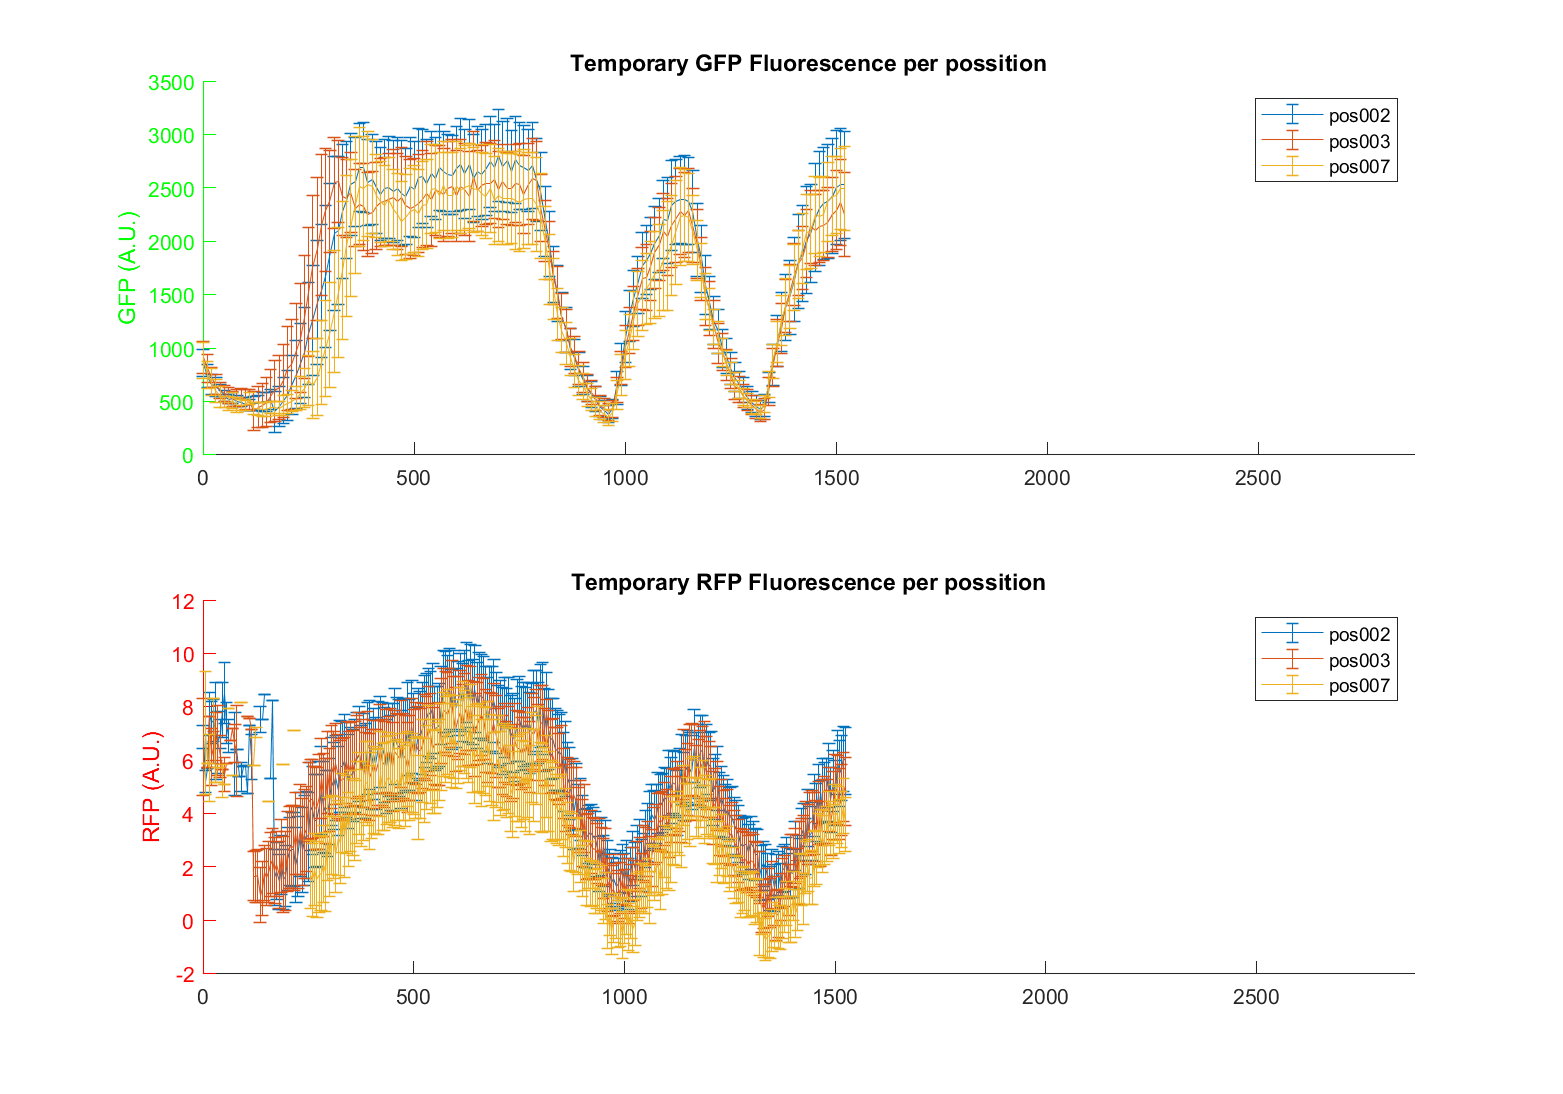 Temporary GFP Fluorescence per possition
3500
3000
2500
2000
1500
1000
500
0
GFP (A.U.)
0 500 1000 1500 2000 2500
pos002
pos003
pos007
Temporary RFP Fluorescence per possition
12
10
8
6
4
2
0
-2
RFP (A.U.)
0 500 1000 1500 2000 2500
pos002
pos003
pos007